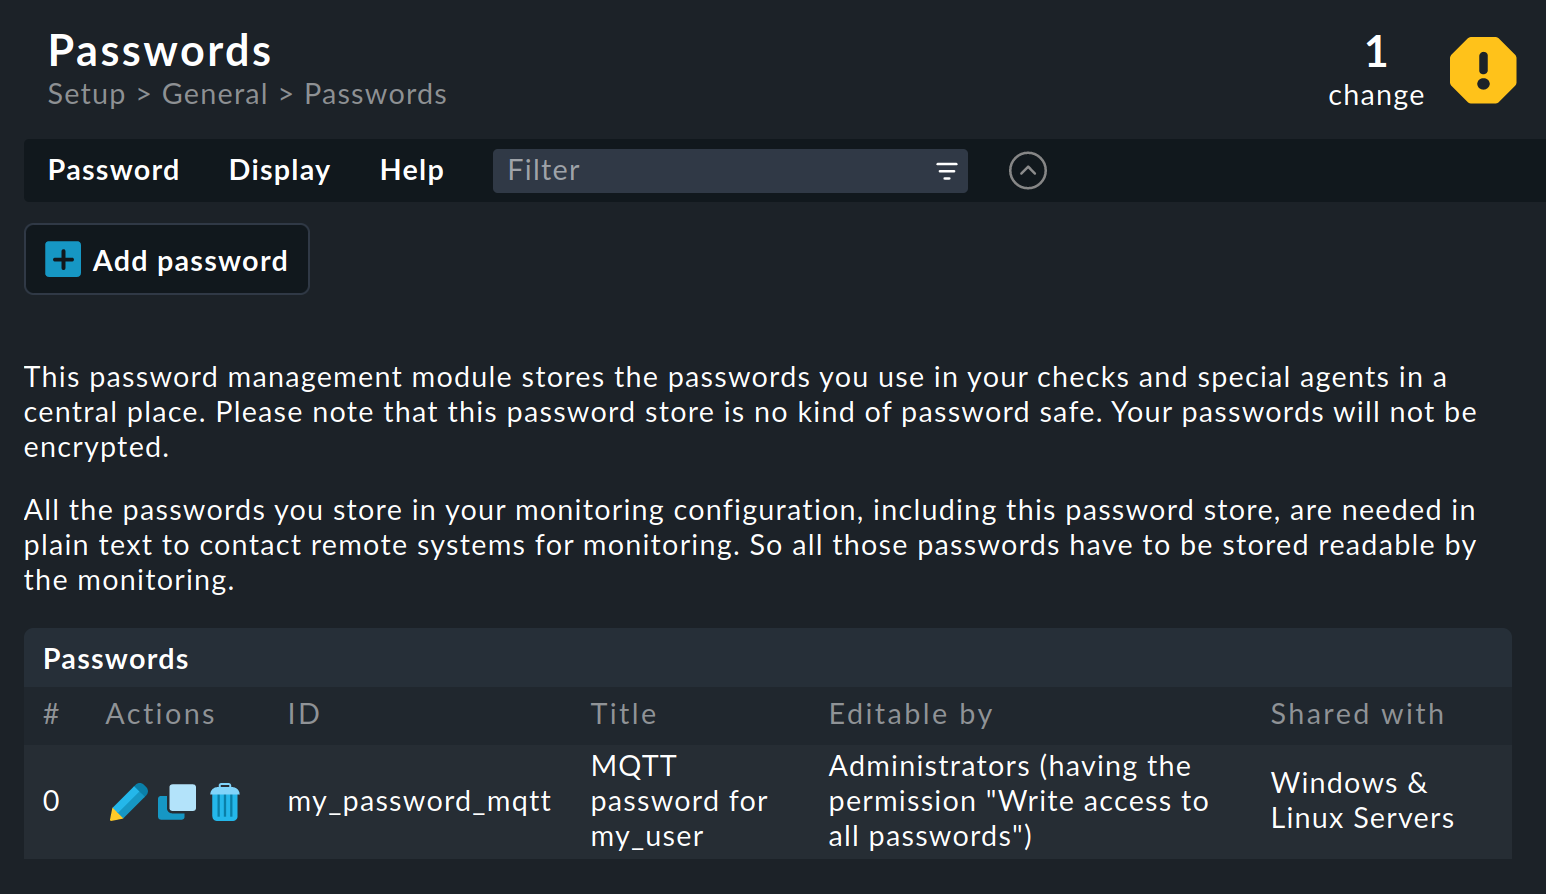 Passwords
Setup > General > Passwords
1
change
Password Display Help Filter
Add password
This password management module stores the passwords you use in your checks and special agents in a
central place. Please note that this password store is no kind of password safe. Your passwords will not be
encrypted.
All the passwords you store in your monitoring configuration, including this password store, are needed in
plain text to contact remote systems for monitoring. So all those passwords have to be stored readable by
the monitoring.
Passwords
# Actions ID Title Editable by Shared with
0 my_password_mqtt
MQTT
password for
my_user
Administrators (having the
permission "Write access to
all passwords")
Windows &
Linux Servers